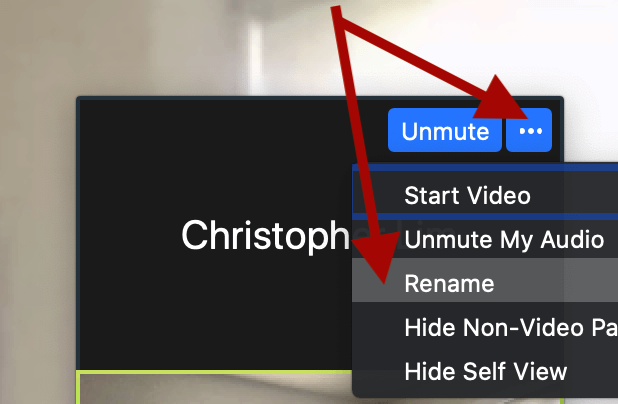 Unmute ...
Start Video
Christoph
Unmute My Audio
Rename
Hide Non-Video Pa
Hide Self View